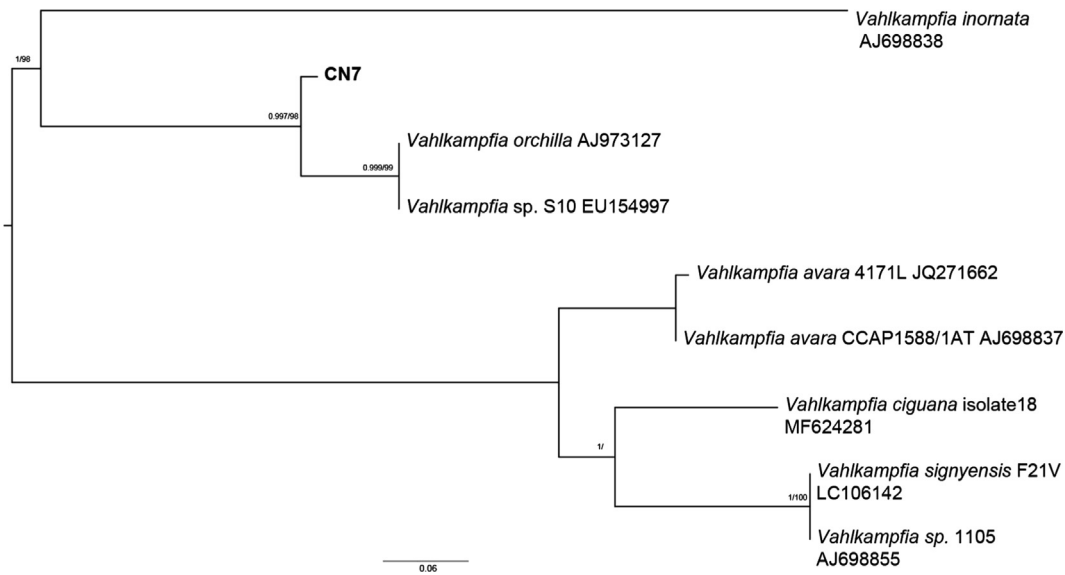 Vahlkampfia inornata
AJ698838
1/98
CN7
0.997/98
Vahlkampfia orchilla AJ973127
0.999/99
Vahlkampfia sp. S10 EU154997
Vahlkampfia avara 4171L JQ271662
Vahlkampfia avara CCAP1588/1AT AJ698837
Vahlkampfia ciguana isolate18
MF624281
1/
Vahlkampfia signyensis F21V
LC106142
1/100
Vahlkampfia sp. 1105
AJ698855
0.06